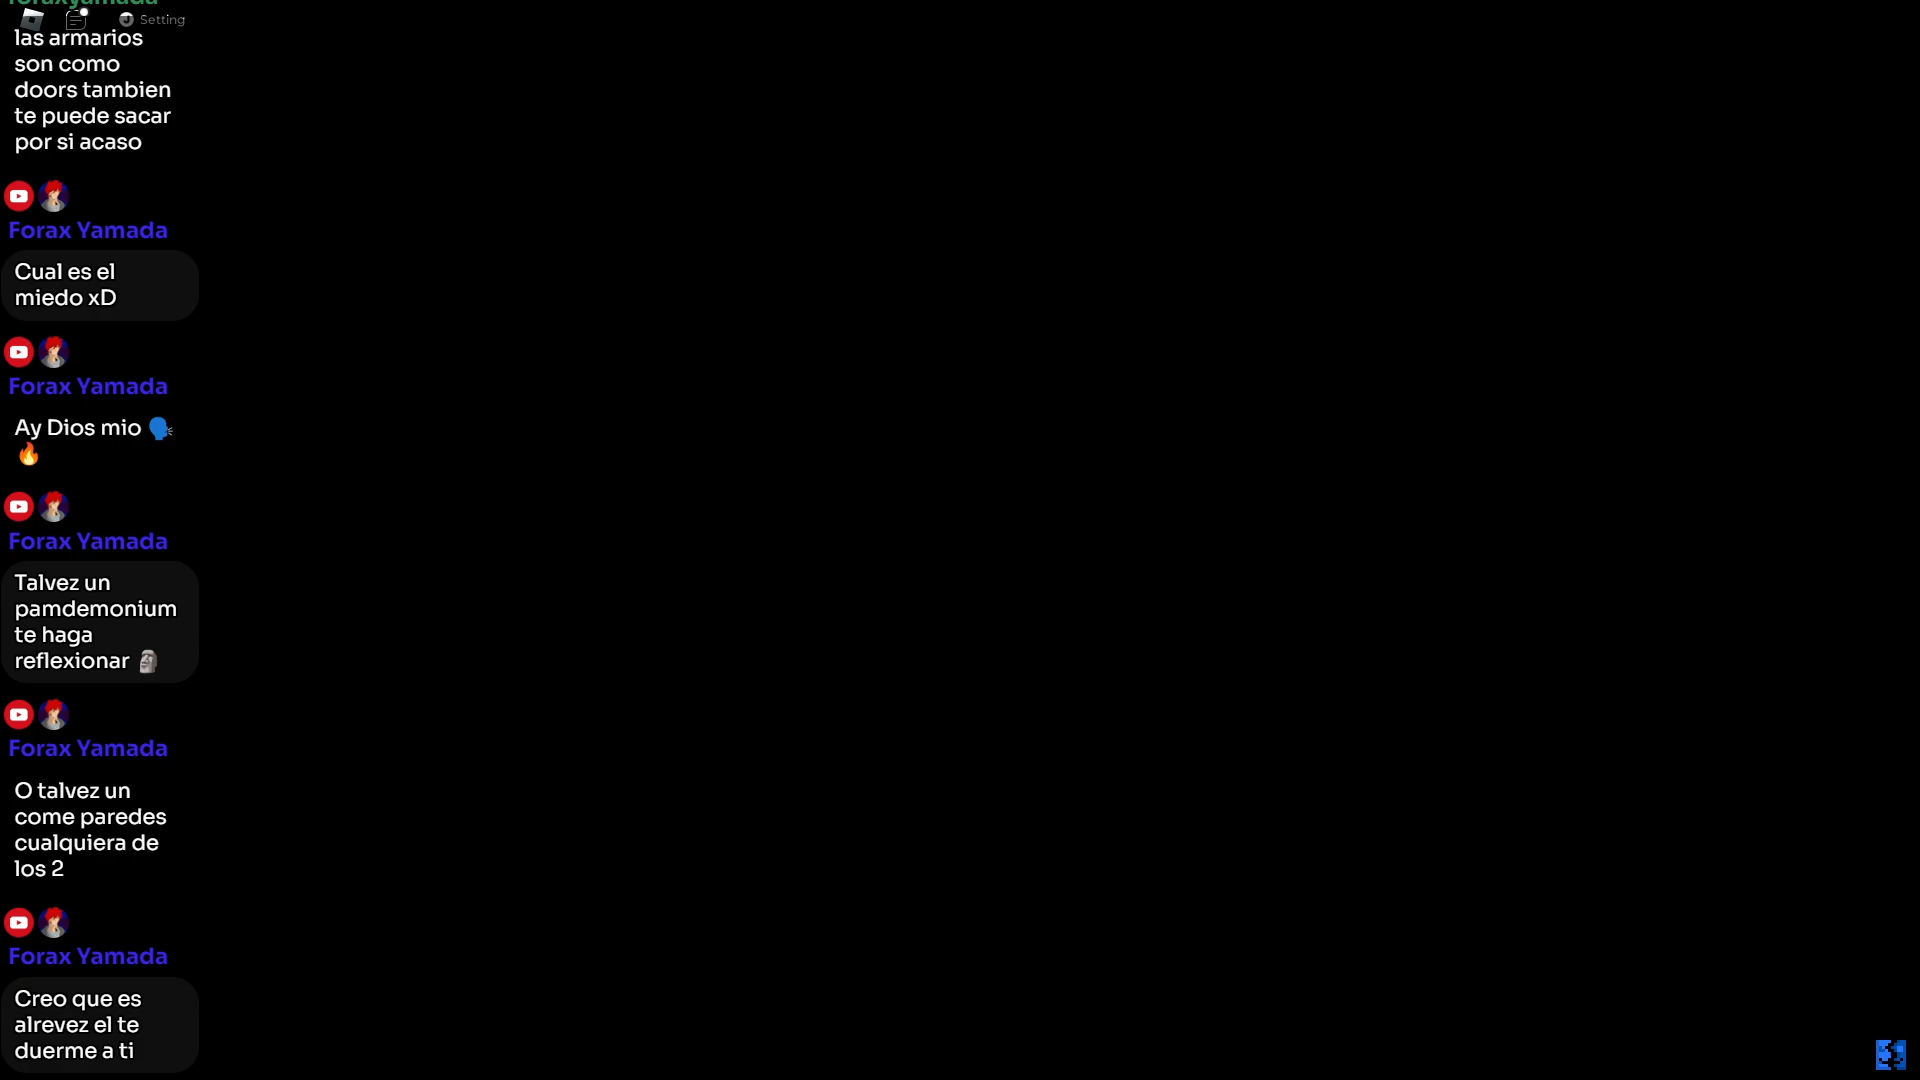 foraxyamada
Setting
las armarios
son como
doors tambien
te puede sacar
por si acaso
Forax Yamada
Cual es el
miedo xD
Forax Yamada
Ay Dios mio 🗣️
🔥
Forax Yamada
Talvez un
pamdemonium
te haga
reflexionar 🗿
Forax Yamada
O talvez un
come paredes
cualquiera de
los 2
Forax Yamada
Creo que es
alrevez el te
duerme a ti